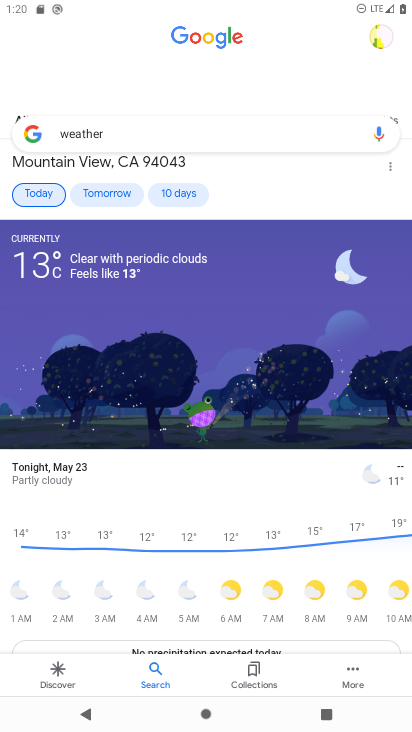 1:20
LTE
Google
weather
Mountain View, CA 94043
Today Tomorrow 10 days
CURRENTLY
13°C
Clear with periodic clouds
Feels like 13°
Tonight, May 23
Partly cloudy
--
11°
14° 13° 13° 12° 12° 12° 13° 15° 17° 19°
1 AM 2 AM 3 AM 4 AM 5 AM 6 AM 7 AM 8 AM 9 AM 10 AM
No precipitation expected today
Discover Search Collections More